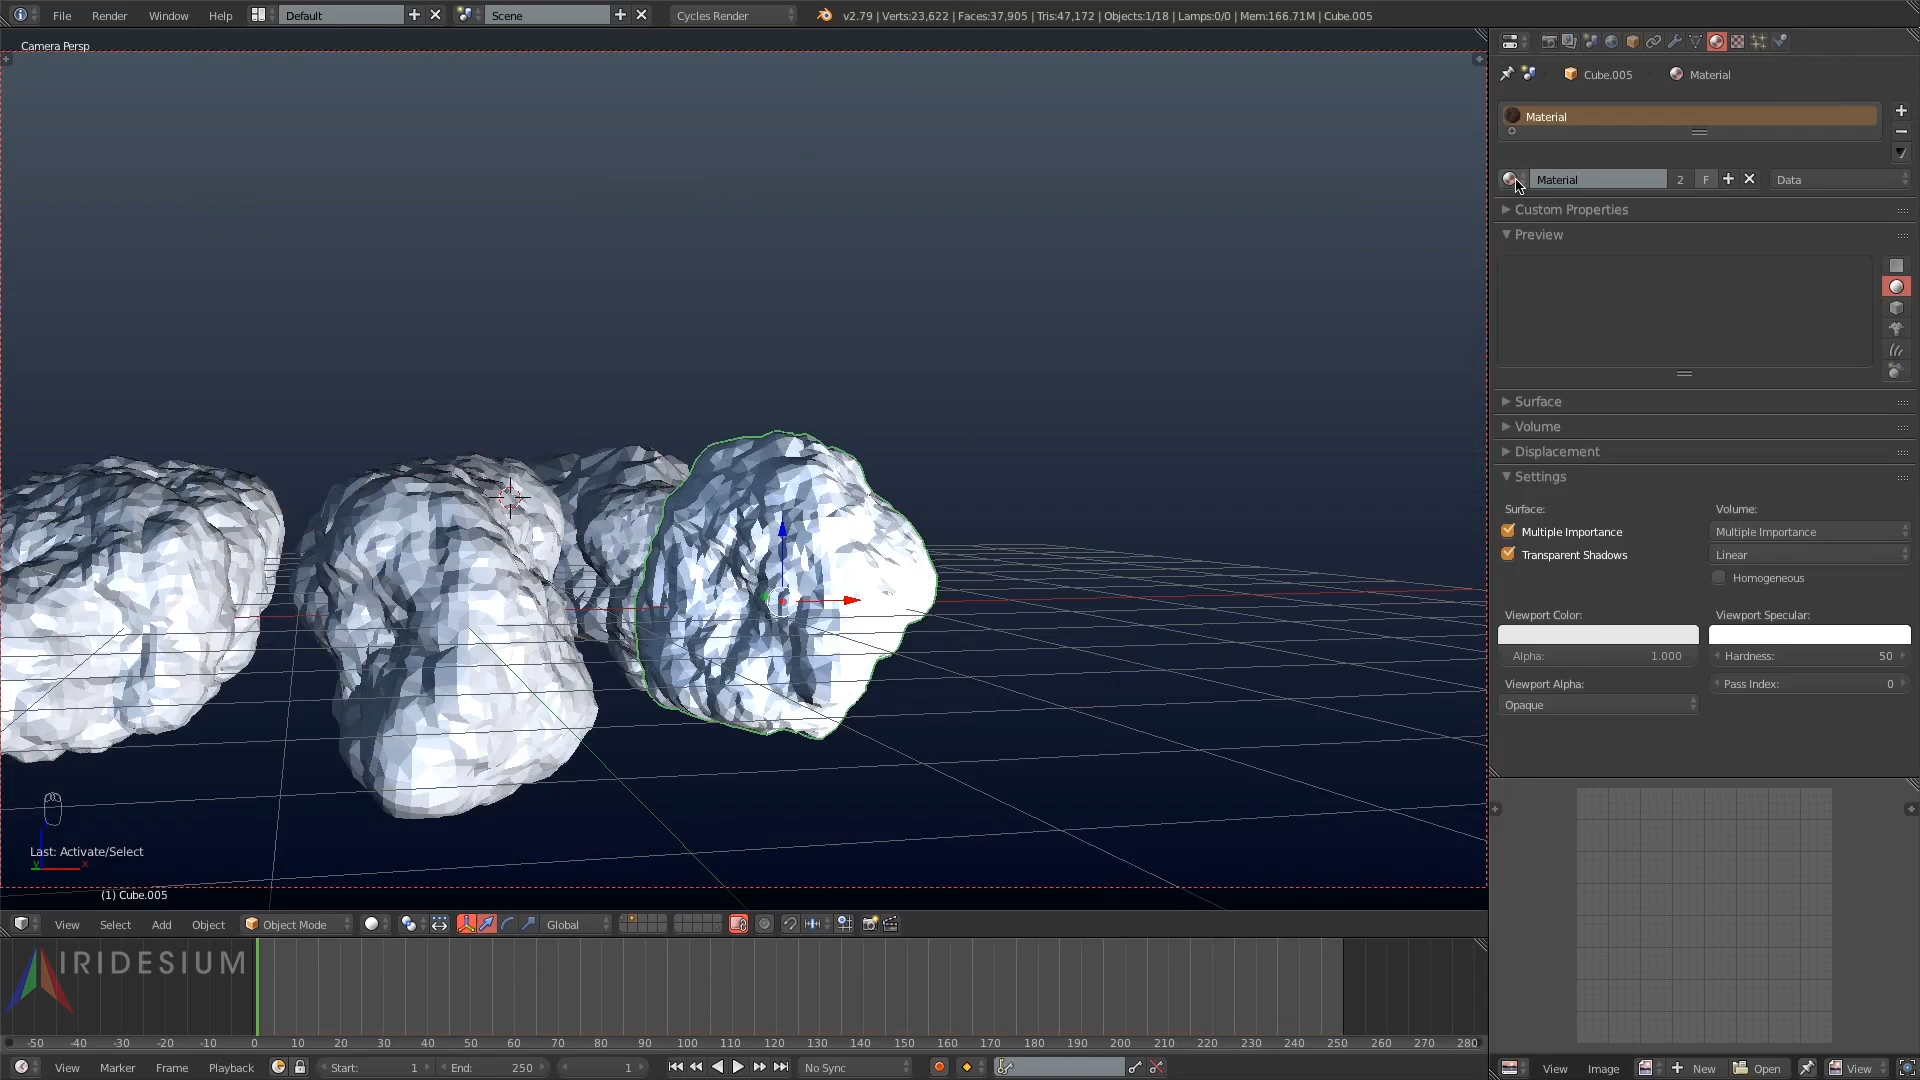 File Render Window Help Default Scene Cycles Render v2.79 | Verts:23,622 | Faces:37,905 | Tris:47,172 | Objects:1/18 | Lamps:0/0 | Mem:166.71M | Cube.005
Camera Persp
Cube.005 Material
Material
Material 2 F Data
Custom Properties
Preview
Surface
Volume
Displacement
Settings
Surface: Volume:
Multiple Importance Multiple Importance
Transparent Shadows Linear
Homogeneous
Viewport Color: Viewport Specular:
Alpha: 1.000 Hardness: 50
Viewport Alpha: Pass Index: 0
Opaque
Last: Activate/Select
y x
(1) Cube.005
View Select Add Object Object Mode Global
IRIDESIUM
-50 -40 -30 -20 -10 0 10 20 30 40 50 60 70 80 90 100 110 120 130 140 150 160 170 180 190 200 210 220 230 240 250 260 270 280
View Marker Frame Playback Start: 1 End: 250 1 No Sync
View Image New Open View